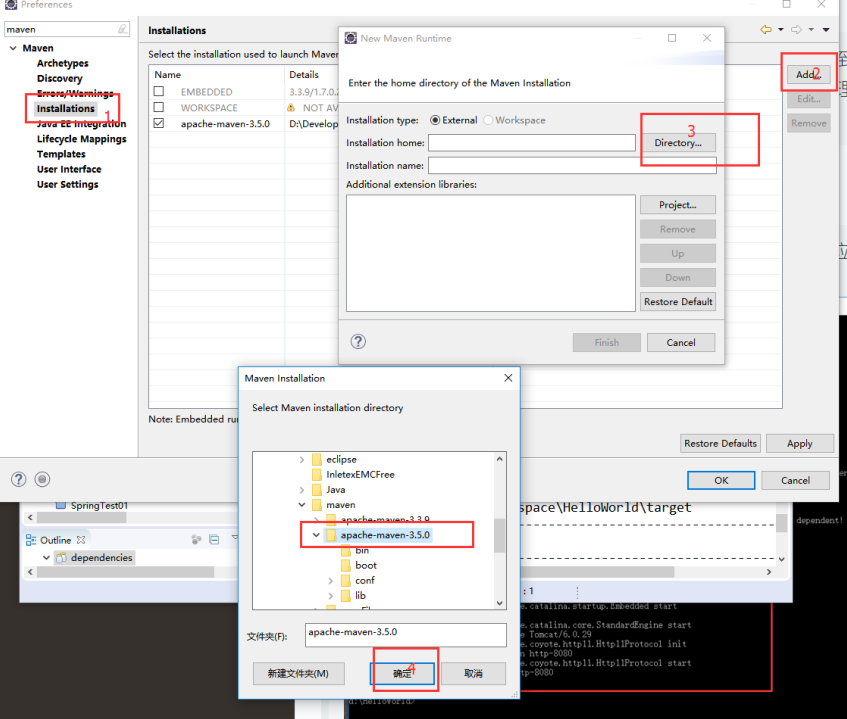 Preferences
maven
Maven
Archetypes
Discovery
Errors/Warnings
Installations
1
Java EE Integration
Lifecycle Mappings
Templates
User Interface
User Settings
Installations
Select the installation used to launch Maven
Name Details
EMBEDDED 3.3.9/1.7.0.
WORKSPACE NOT AV
apache-maven-3.5.0 D:\Develop
Add...
2
Edit...
Remove
New Maven Runtime
Enter the home directory of the Maven Installation
Installation type: External Workspace
Installation home: Directory...
3
Installation name:
Additional extension libraries:
Project...
Remove
Up
Down
Restore Default
Finish Cancel
Note: Embedded
Restore Defaults Apply
OK Cancel
Maven Installation
Select Maven installation directory
eclipse
InletexEMCFree
Java
maven
apache-maven-3.3.9
apache-maven-3.5.0
bin
boot
conf
lib
文件夹(F): apache-maven-3.5.0
新建文件夹(M) 确定 取消
4
SpringTest01
Outline
dependencies
space\HelloWorld\target
dependent!
: 1
e.catalina.startup.Embedded start
e.catalina.core.StandardEngine start
e Tomcat/6.0.29
e.coyote.http11.Http11Protocol init
n http-8080
e.coyote.http11.Http11Protocol start
tp-8080
d:\HelloWorld>